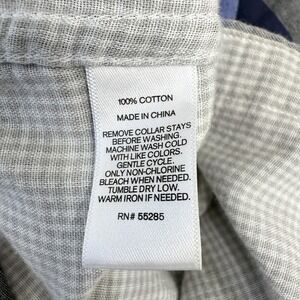 100% COTTON
MADE IN CHINA
REMOVE COLLAR STAYS
BEFORE WASHING.
MACHINE WASH COLD
WITH LIKE COLORS.
GENTLE CYCLE.
ONLY NON-CHLORINE
BLEACH WHEN NEEDED.
TUMBLE DRY LOW.
WARM IRON IF NEEDED.
RN# 55285